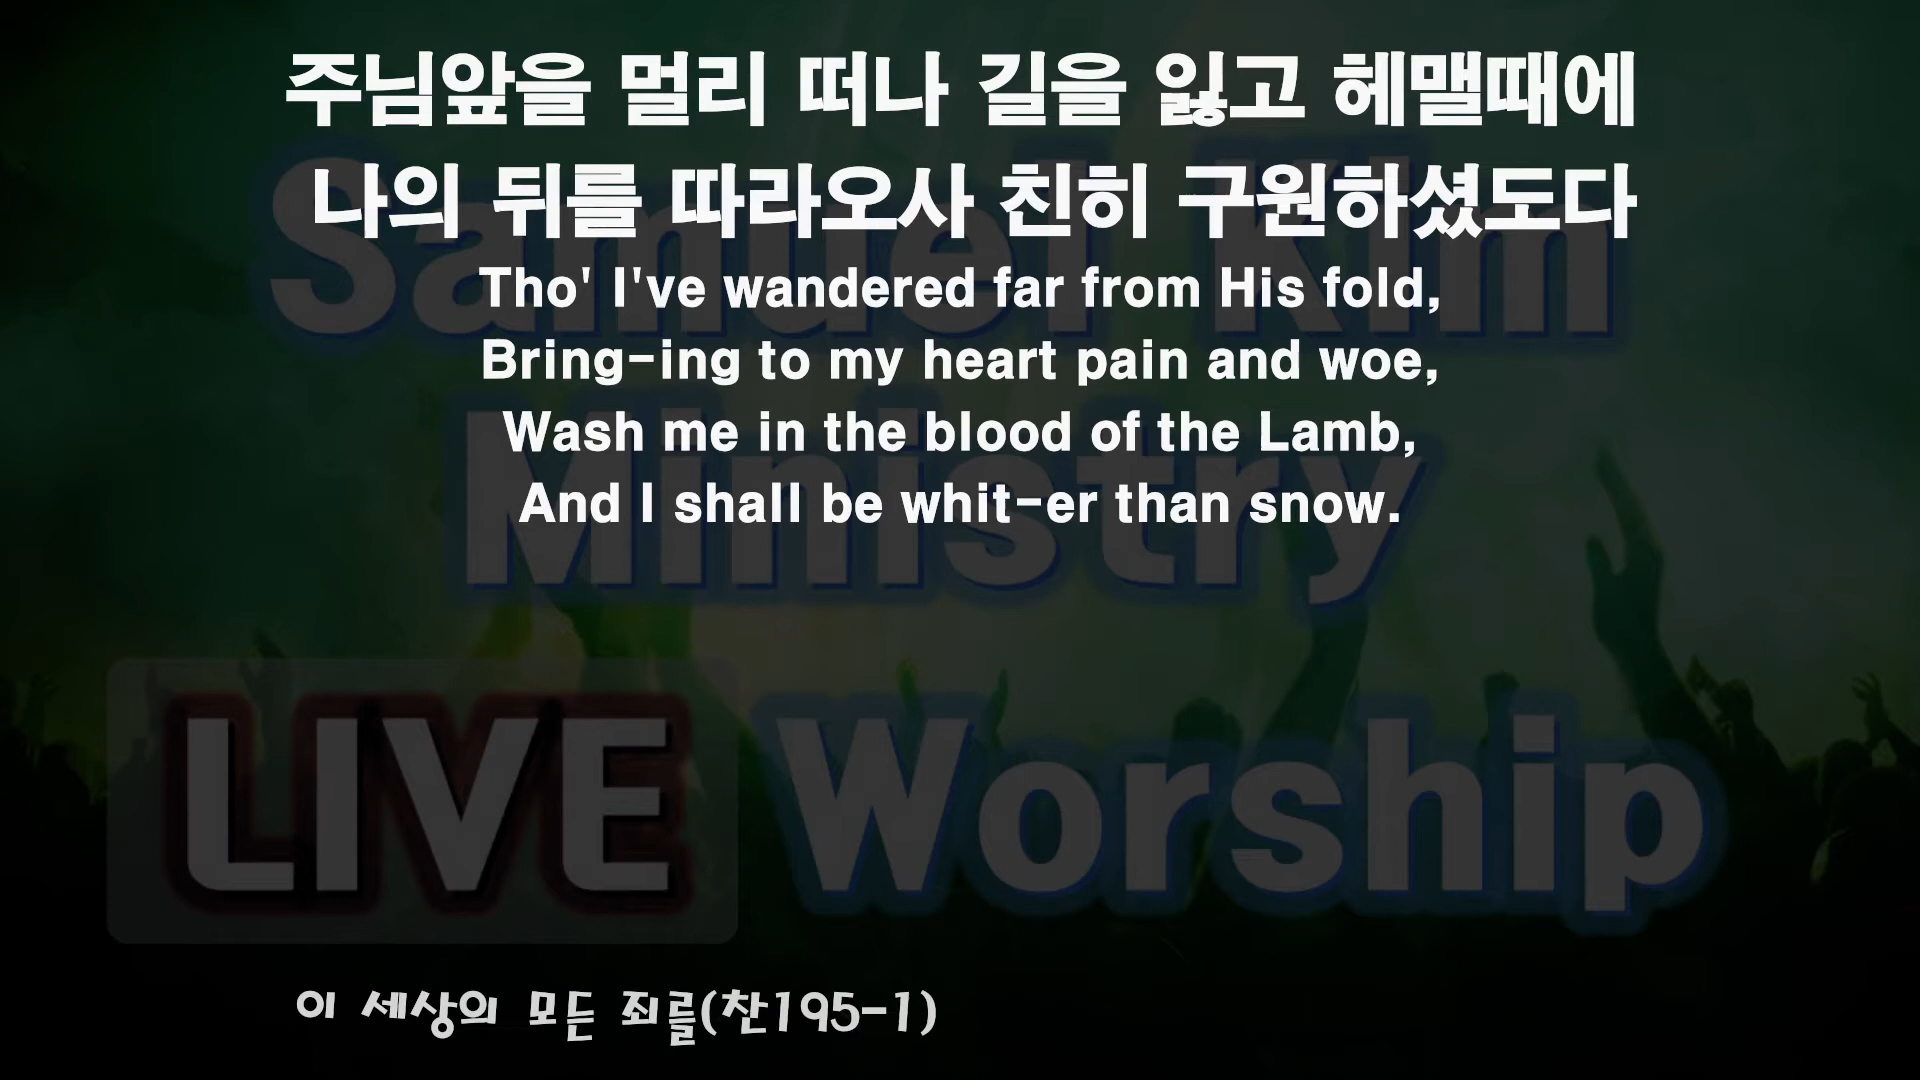 주님앞을 멀리 떠나 길을 잃고 헤맬때에
나의 뒤를 따라오사 친히 구원하셨도다
Tho' I've wandered far from His fold,
Bring-ing to my heart pain and woe,
Wash me in the blood of the Lamb,
And I shall be whit-er than snow.
Samuel Kim
Ministry
LIVE Worship
이 세상의 모든 죄를(찬195-1)